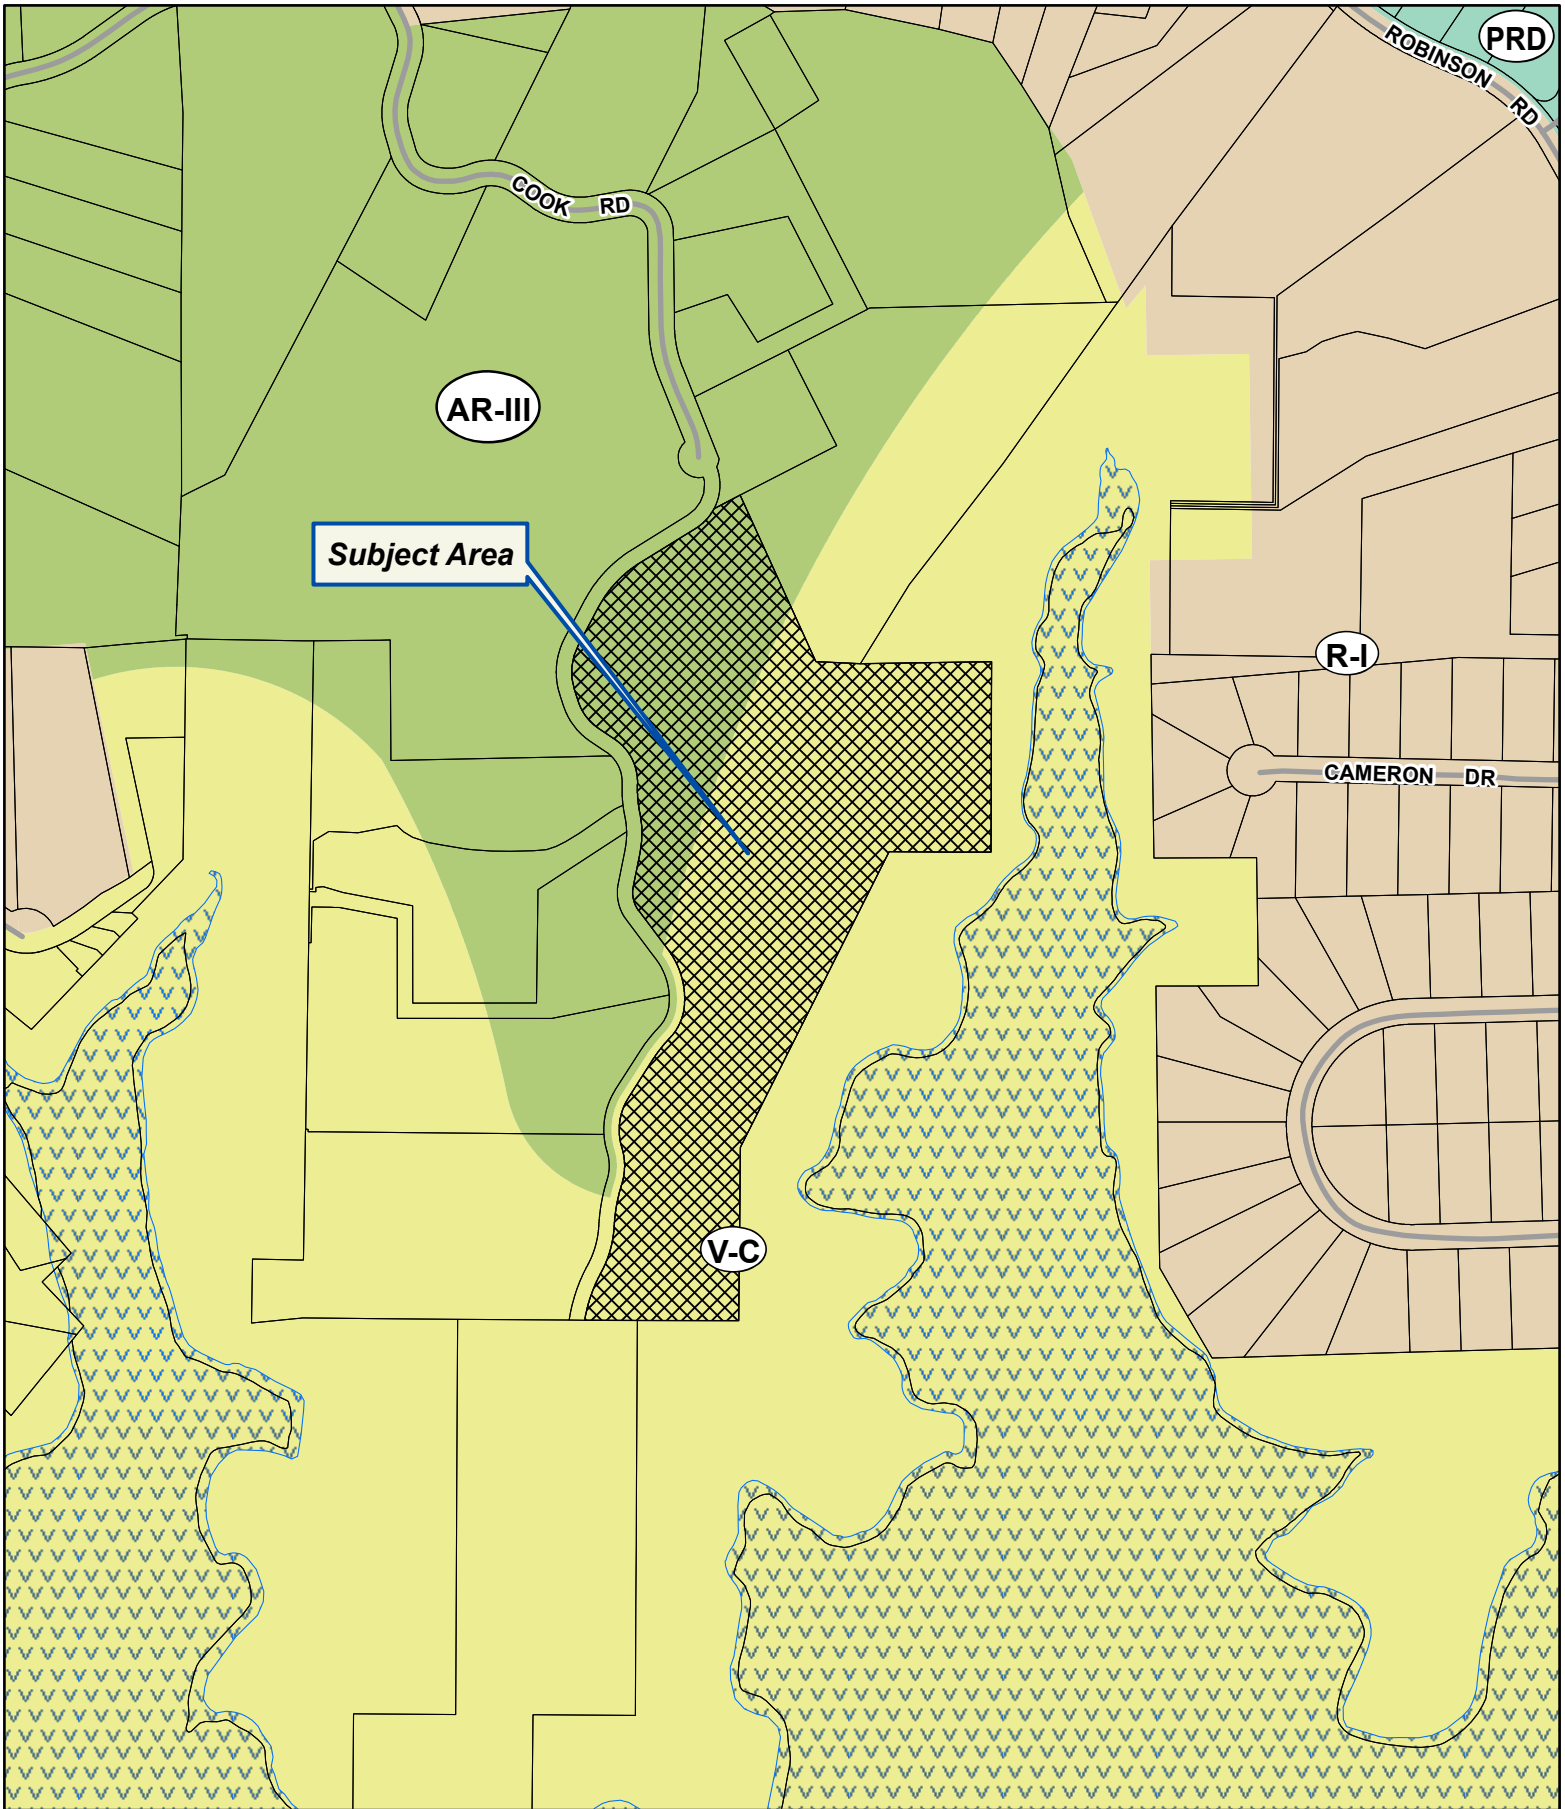 PRD
ROBINSON RD
COOK RD
AR-III
Subject Area
R-I
CAMERON DR
V-C